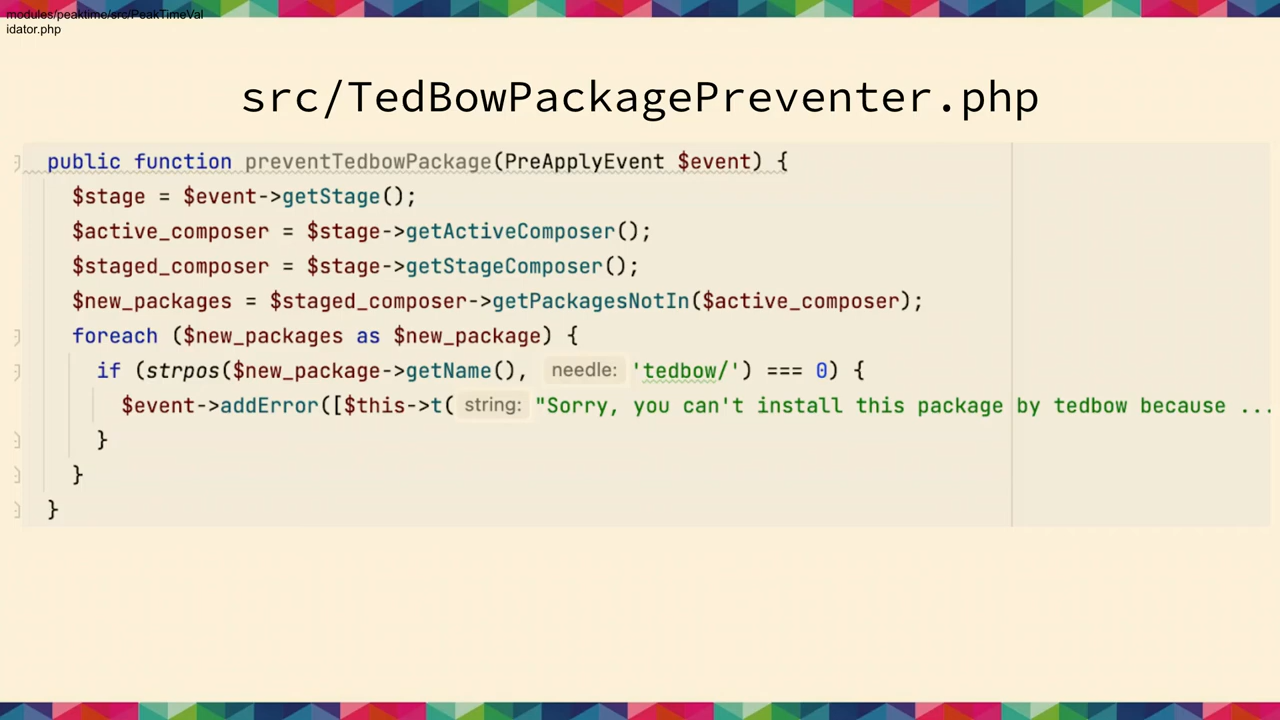 modules/peaktime/src/PeakTimeVal
idator.php
src/TedBowPackagePreventer.php
public function preventTedbowPackage(PreApplyEvent $event) {
  $stage = $event->getStage();
  $active_composer = $stage->getActiveComposer();
  $staged_composer = $stage->getStageComposer();
  $new_packages = $staged_composer->getPackagesNotIn($active_composer);
  foreach ($new_packages as $new_package) {
    if (strpos($new_package->getName(), needle: 'tedbow/') === 0) {
      $event->addError([$this->t( string: "Sorry, you can't install this package by tedbow because ...
    }
  }
}